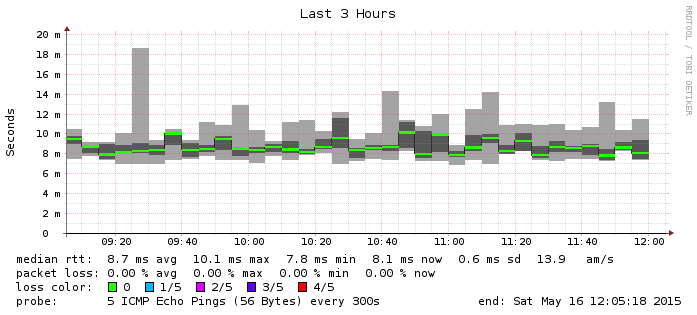 Last 3 Hours
RRDTOOL / TOBI OETIKER
Seconds
20 m
18 m
16 m
14 m
12 m
10 m
8 m
6 m
4 m
2 m
0
09:20 09:40 10:00 10:20 10:40 11:00 11:20 11:40 12:00
median rtt: 8.7 ms avg 10.1 ms max 7.8 ms min 8.1 ms now 0.6 ms sd 13.9 am/s
packet loss: 0.00 % avg 0.00 % max 0.00 % min 0.00 % now
loss color: 0 1/5 2/5 3/5 4/5
probe: 5 ICMP Echo Pings (56 Bytes) every 300s end: Sat May 16 12:05:18 2015